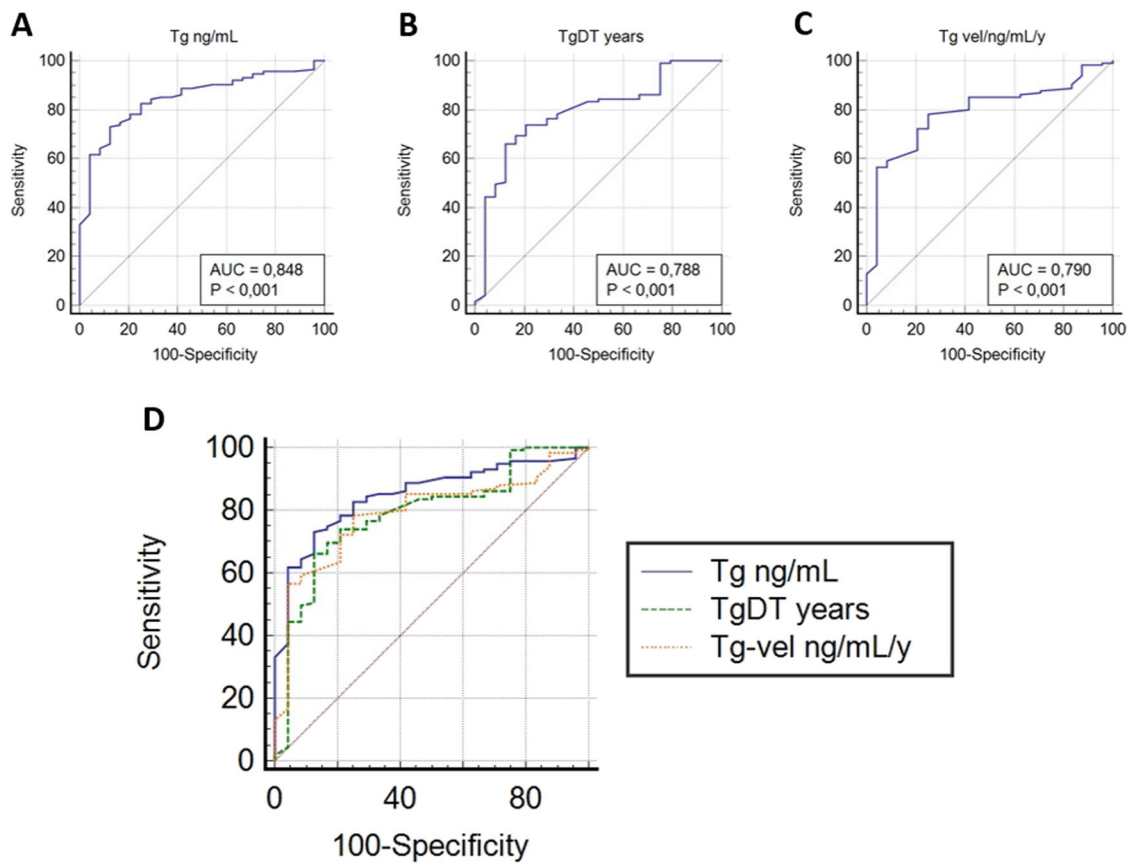 A
Tg ng/mL
Sensitivity
100
80
60
40
20
0
AUC = 0,848
P < 0,001
0 20 40 60 80 100
100-Specificity
B
TgDT years
Sensitivity
100
80
60
40
20
0
AUC = 0,788
P < 0,001
0 20 40 60 80 100
100-Specificity
C
Tg vel/ng/mL/y
Sensitivity
100
80
60
40
20
0
AUC = 0,790
P < 0,001
0 20 40 60 80 100
100-Specificity
D
Sensitivity
100
80
60
40
20
0
0 40 80
100-Specificity
Tg ng/mL
TgDT years
Tg-vel ng/mL/y